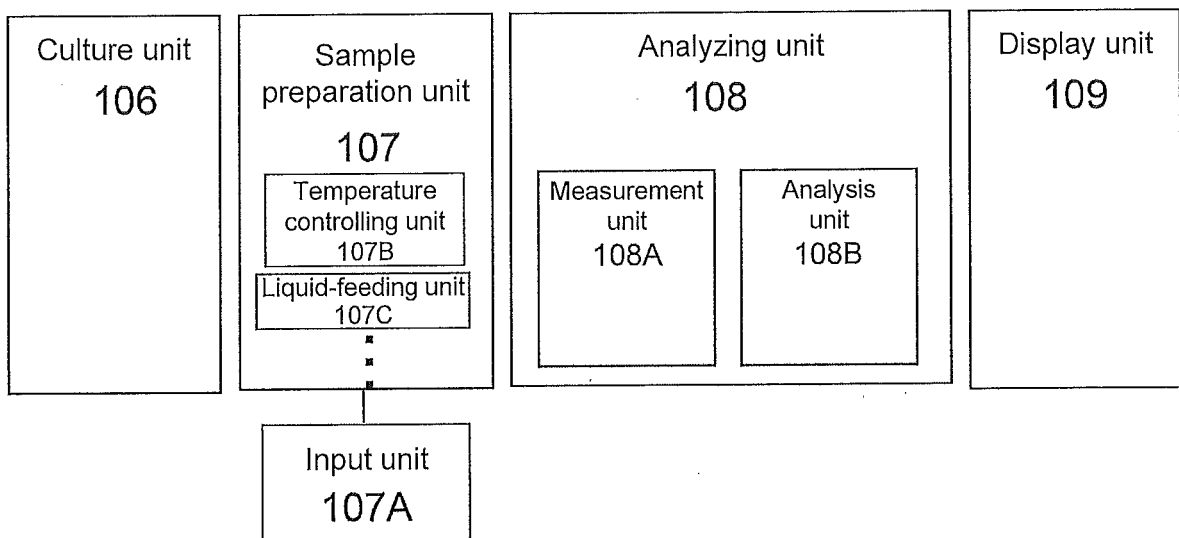 Culture unit
106
Sample
preparation unit
107
Temperature
controlling unit
107B
Liquid-feeding unit
107C
Input unit
107A
Analyzing unit
108
Measurement
unit
108A
Analysis
unit
108B
Display unit
109